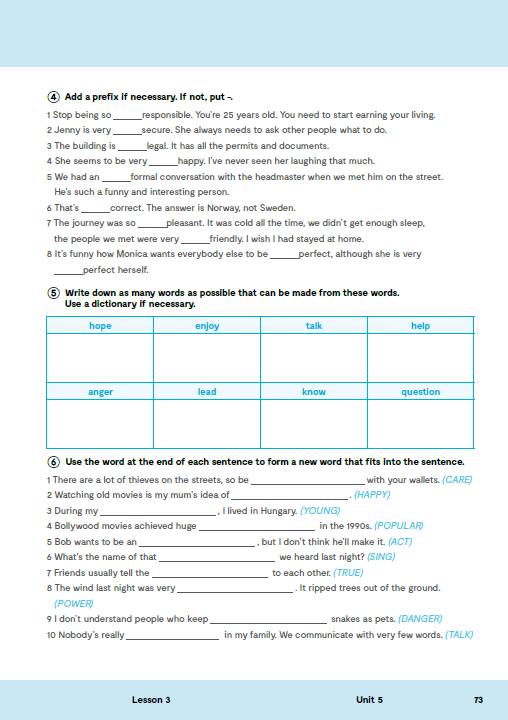 4 Add a prefix if necessary. If not, put -.
1 Stop being so ______responsible. You're 25 years old. You need to start earning your living.
2 Jenny is very ______secure. She always needs to ask other people what to do.
3 The building is ______legal. It has all the permits and documents.
4 She seems to be very ______happy. I've never seen her laughing that much.
5 We had an ______formal conversation with the headmaster when we met him on the street.
He's such a funny and interesting person.
6 That's ______correct. The answer is Norway, not Sweden.
7 The journey was so ______pleasant. It was cold all the time, we didn't get enough sleep,
the people we met were very ______friendly. I wish I had stayed at home.
8 It's funny how Monica wants everybody else to be ______perfect, although she is very
______perfect herself.
5 Write down as many words as possible that can be made from these words.
Use a dictionary if necessary.
hope enjoy talk help
anger lead know question
6 Use the word at the end of each sentence to form a new word that fits into the sentence.
1 There are a lot of thieves on the streets, so be ______ with your wallets. (CARE)
2 Watching old movies is my mum's idea of ______. (HAPPY)
3 During my ______, I lived in Hungary. (YOUNG)
4 Bollywood movies achieved huge ______ in the 1990s. (POPULAR)
5 Bob wants to be an ______, but I don't think he'll make it. (ACT)
6 What's the name of that ______ we heard last night? (SING)
7 Friends usually tell the ______ to each other. (TRUE)
8 The wind last night was very ______. It ripped trees out of the ground.
(POWER)
9 I don't understand people who keep ______ snakes as pets. (DANGER)
10 Nobody's really ______ in my family. We communicate with very few words. (TALK)
Lesson 3 Unit 5 73